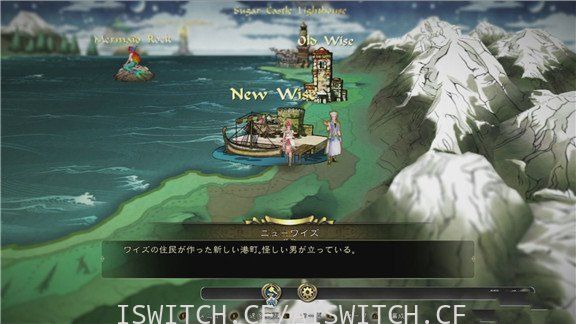 Sugar Castle Lighthouse
Mermaid Rock
Old Wise
New Wise
ニューワイズ
ワイズの住民が作った新しい港町,怪しい男が立っている。
ISWITCH.CF/ ISWITCH.CF